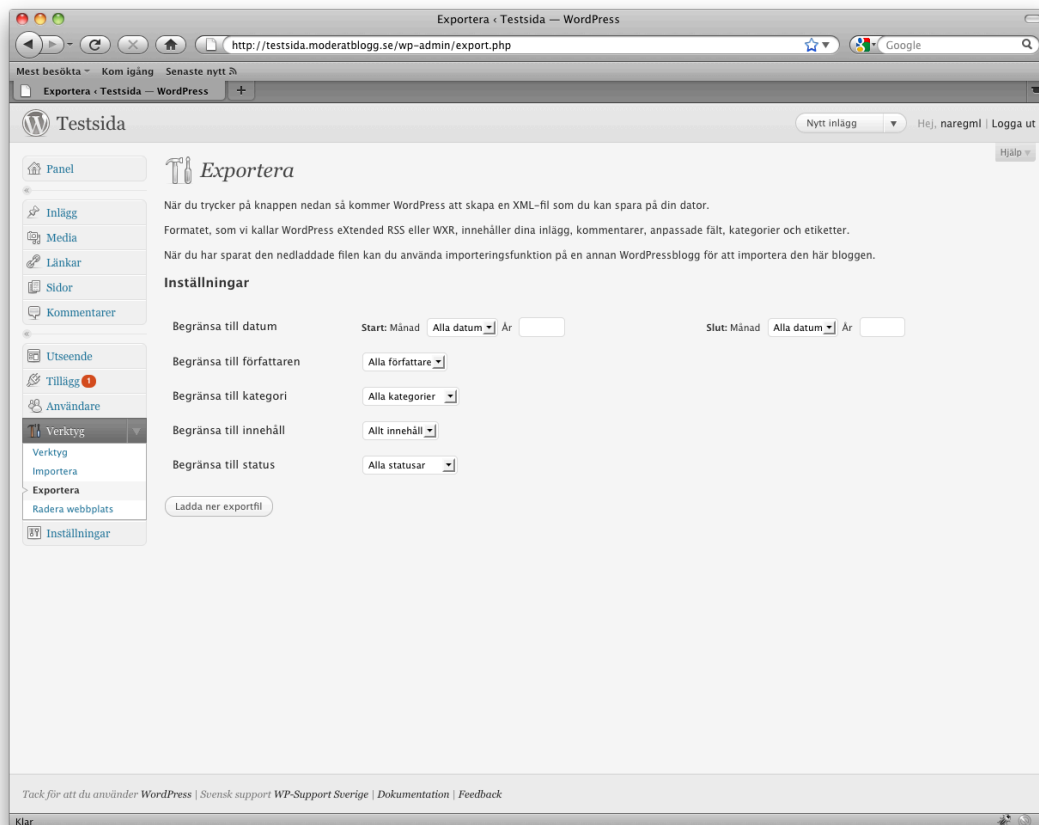 Exportera ‹ Testsida — WordPress
http://testsida.moderatblogg.se/wp-admin/export.php
Google
Mest besökta Kom igång Senaste nytt
Exportera ‹ Testsida — WordPress +
Testsida
Nytt inlägg
Hej, naregml | Logga ut
Hjälp
Panel
Inlägg
Media
Länkar
Sidor
Kommentarer
Utseende
Tillägg 1
Användare
Verktyg
Verktyg
Importera
Exportera
Radera webbplats
Inställningar
Exportera
När du trycker på knappen nedan så kommer WordPress att skapa en XML-fil som du kan spara på din dator.
Formatet, som vi kallar WordPress eXtended RSS eller WXR, innehåller dina inlägg, kommentarer, anpassade fält, kategorier och etiketter.
När du har sparat den nedladdade filen kan du använda importeringsfunktion på en annan WordPressblogg för att importera den här bloggen.
Inställningar
Begränsa till datum Start: Månad Alla datum År Slut: Månad Alla datum År
Begränsa till författaren Alla författare
Begränsa till kategori Alla kategorier
Begränsa till innehåll Allt innehåll
Begränsa till status Alla statusar
Ladda ner exportfil
Tack för att du använder WordPress | Svensk support WP-Support Sverige | Dokumentation | Feedback
Klar